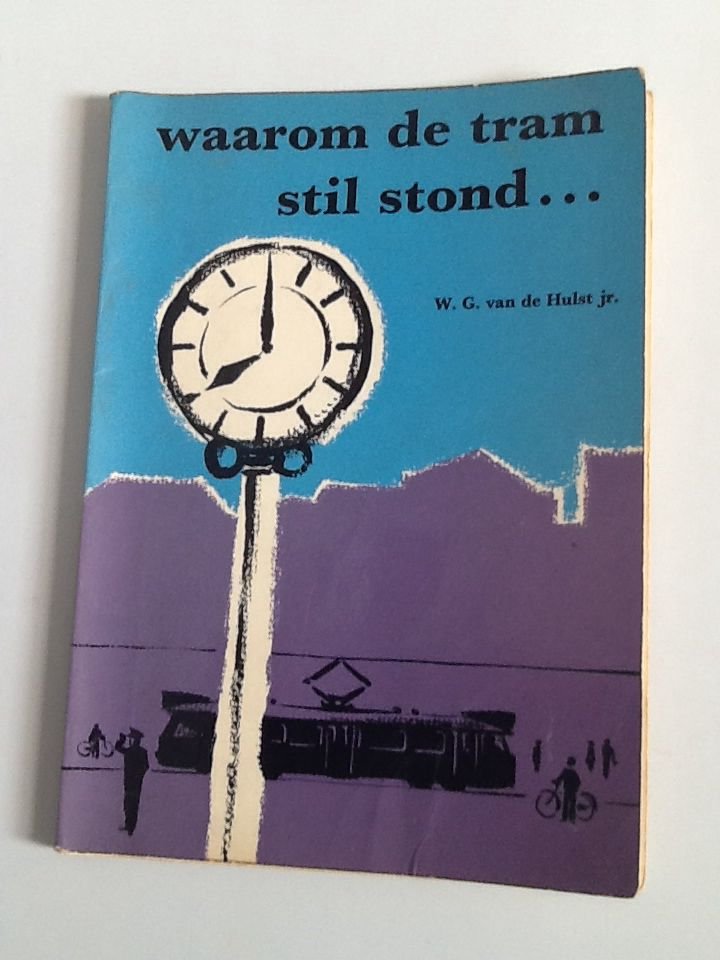 waarom de tram
stil stond...
W. G. van de Hulst jr.